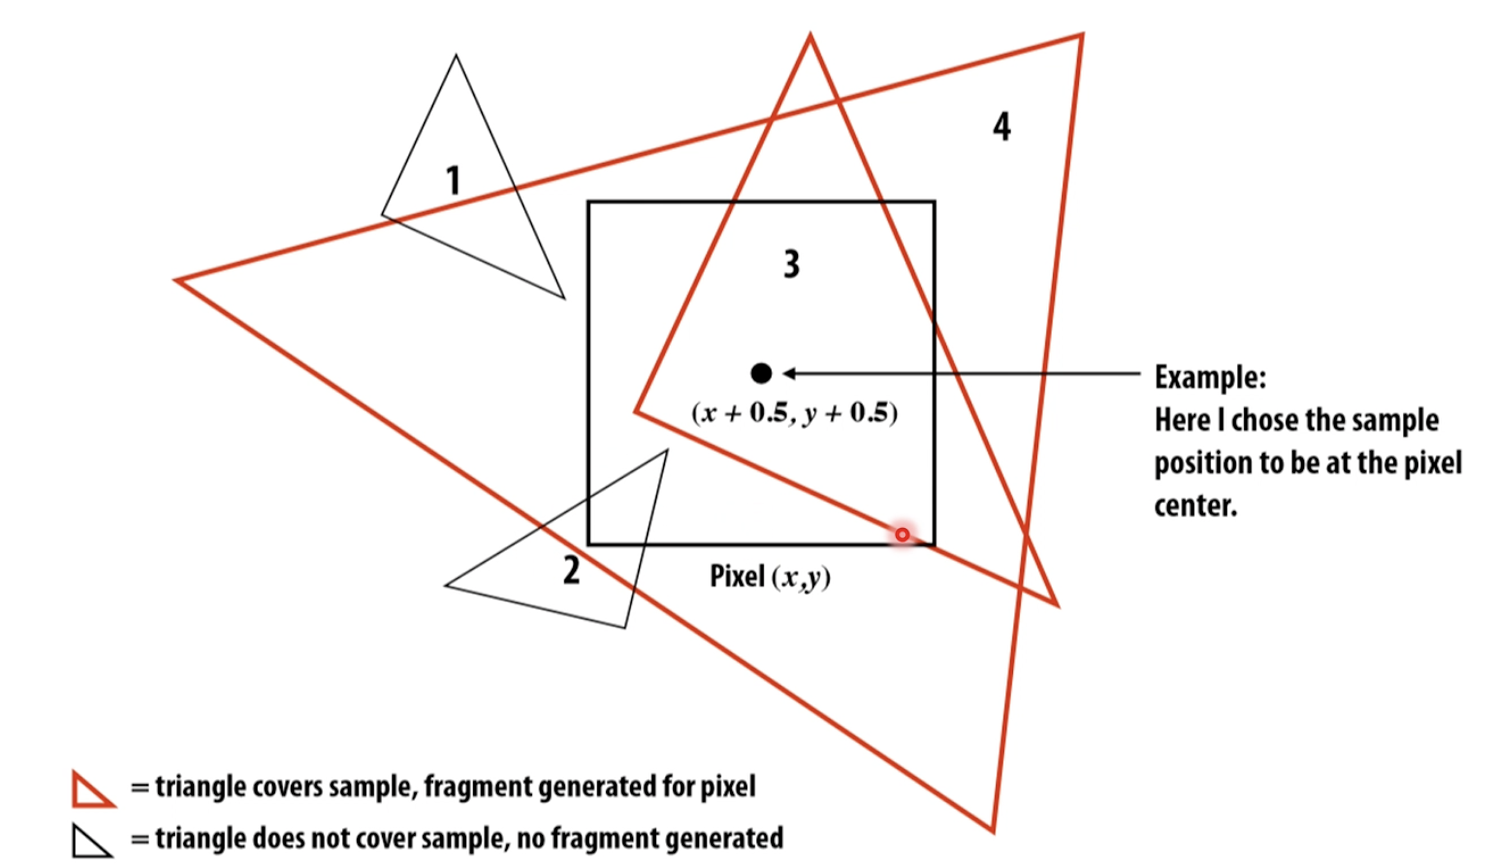 4
1
3
Example:
(x + 0.5, y + 0.5)
Here I chose the sample
position to be at the pixel
center.
2
Pixel (x,y)
= triangle covers sample, fragment generated for pixel
= triangle does not cover sample, no fragment generated